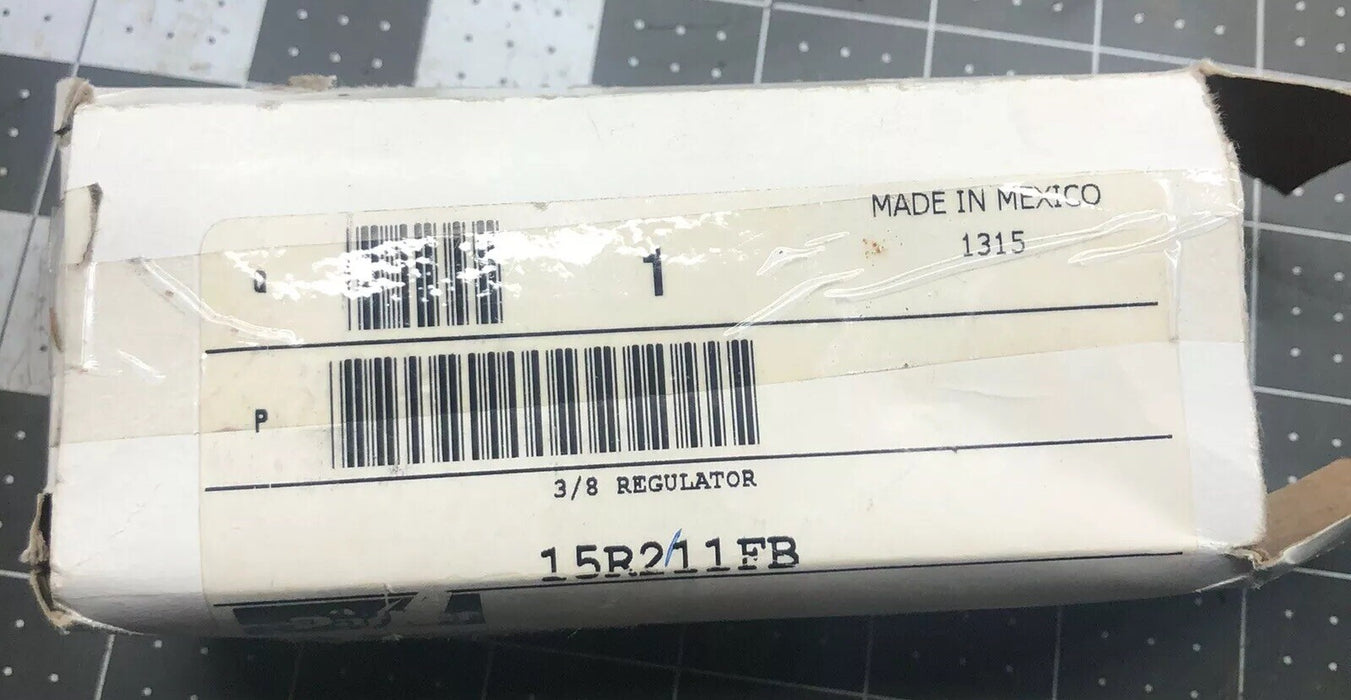 MADE IN MEXICO
Q 1 1315
P
3/8 REGULATOR
15R211FB